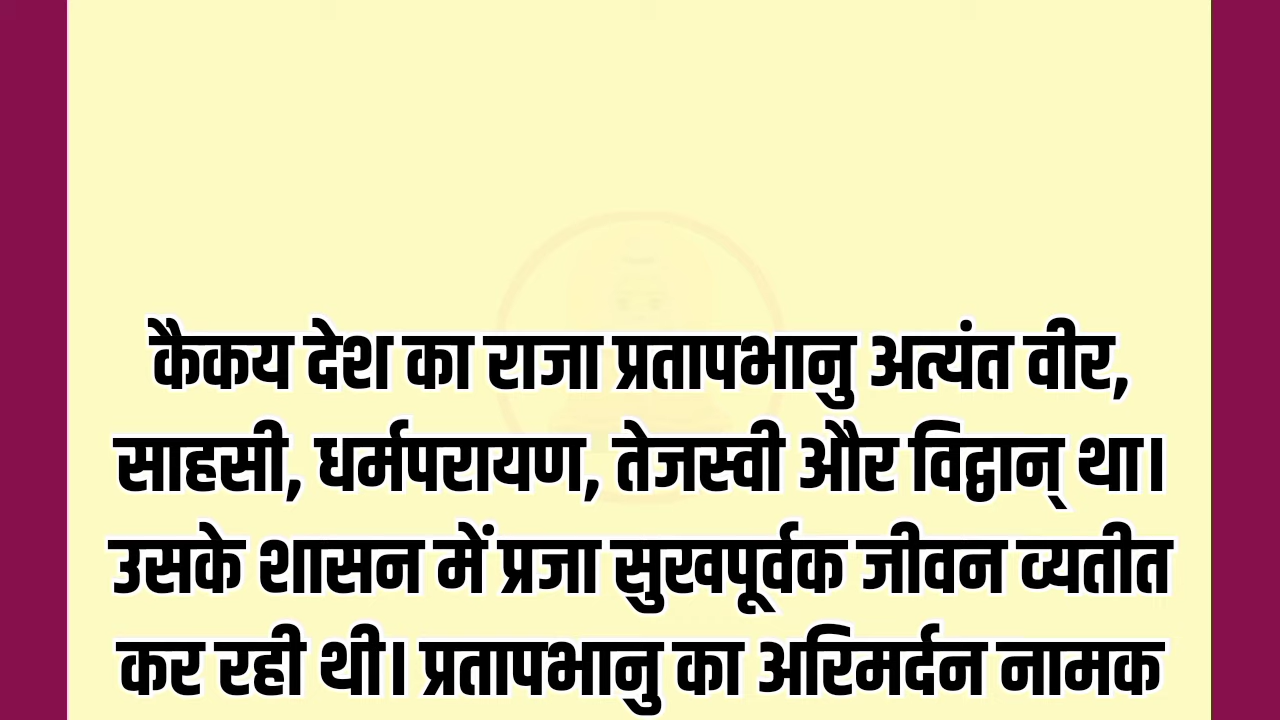 कैकय देश का राजा प्रतापभानु अत्यंत वीर,
साहसी, धर्मपरायण, तेजस्वी और विद्वान् था।
उसके शासन में प्रजा सुखपूर्वक जीवन व्यतीत
कर रही थी। प्रतापभानु का अरिमर्दन नामक